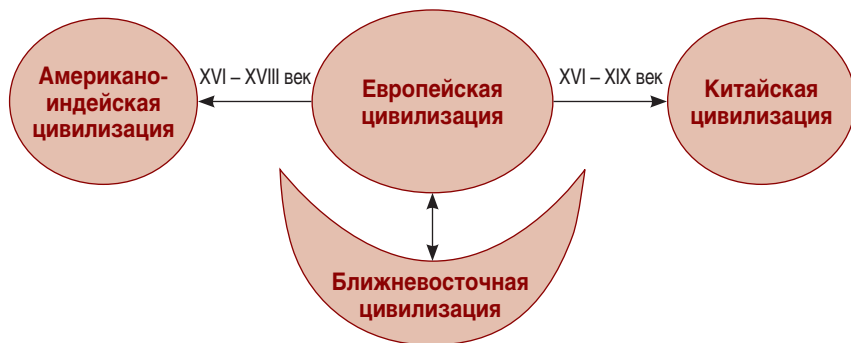 Американо-
индейская
цивилизация
XVI – XVIII век
Европейская
цивилизация
XVI – XIX век
Китайская
цивилизация
Ближневосточная
цивилизация